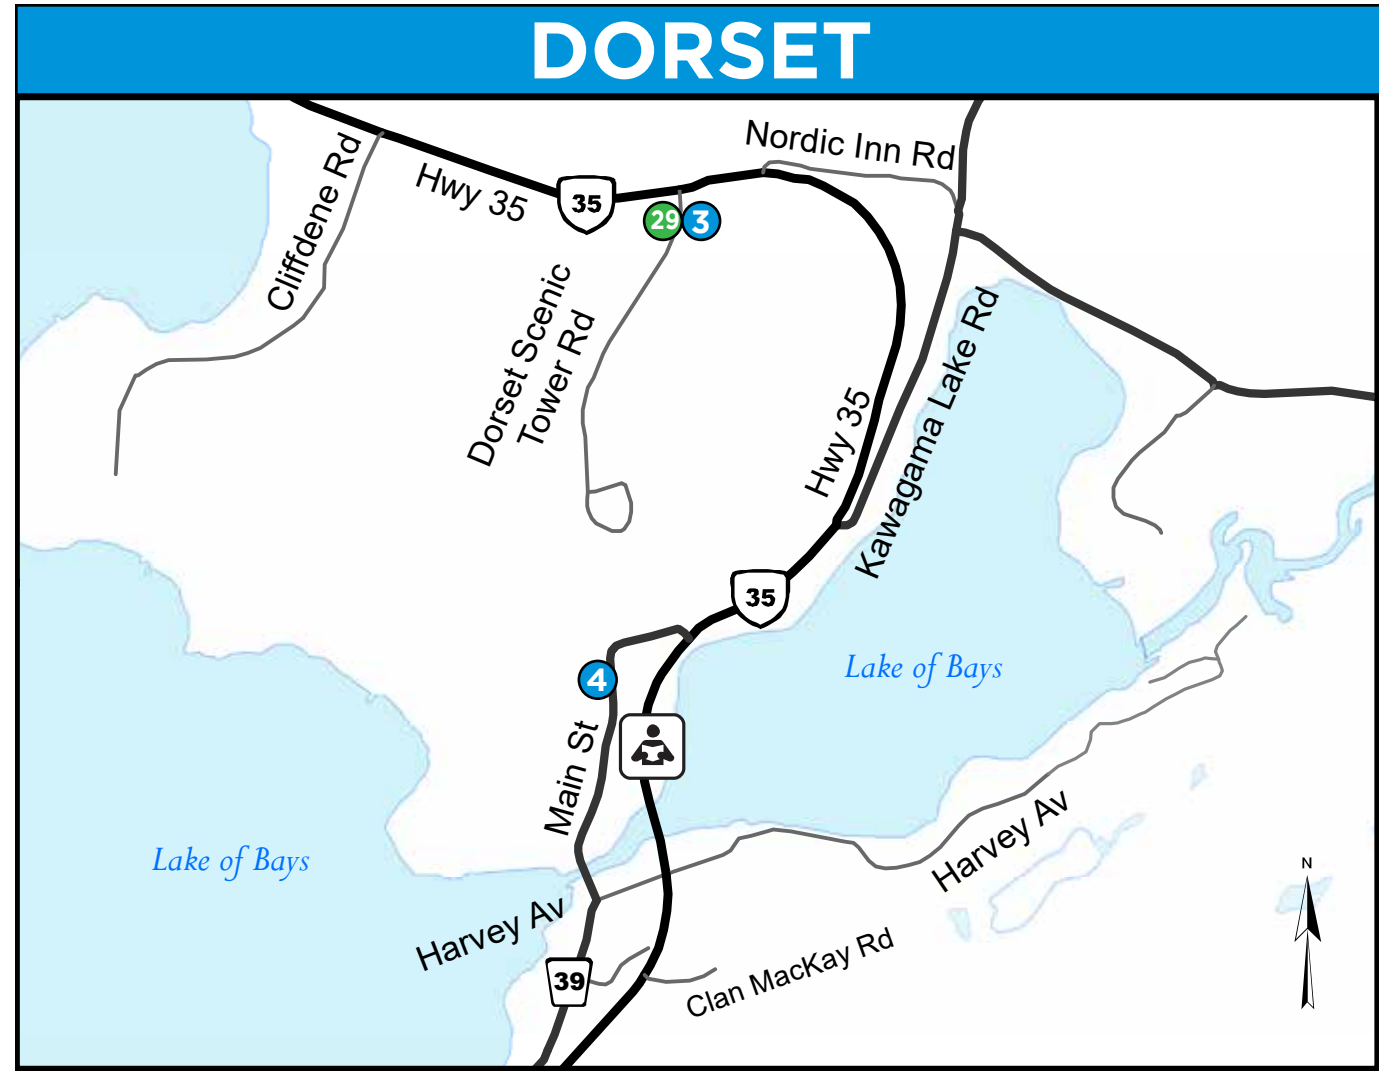 DORSET
Nordic Inn Rd
Cliffdene Rd
Hwy 35
35
29
3
Dorset Scenic
Tower Rd
Hwy 35
Kawagama Lake Rd
35
Lake of Bays
4
Main St
Harvey Av
Lake of Bays
N
Harvey Av
Clan MacKay Rd
39